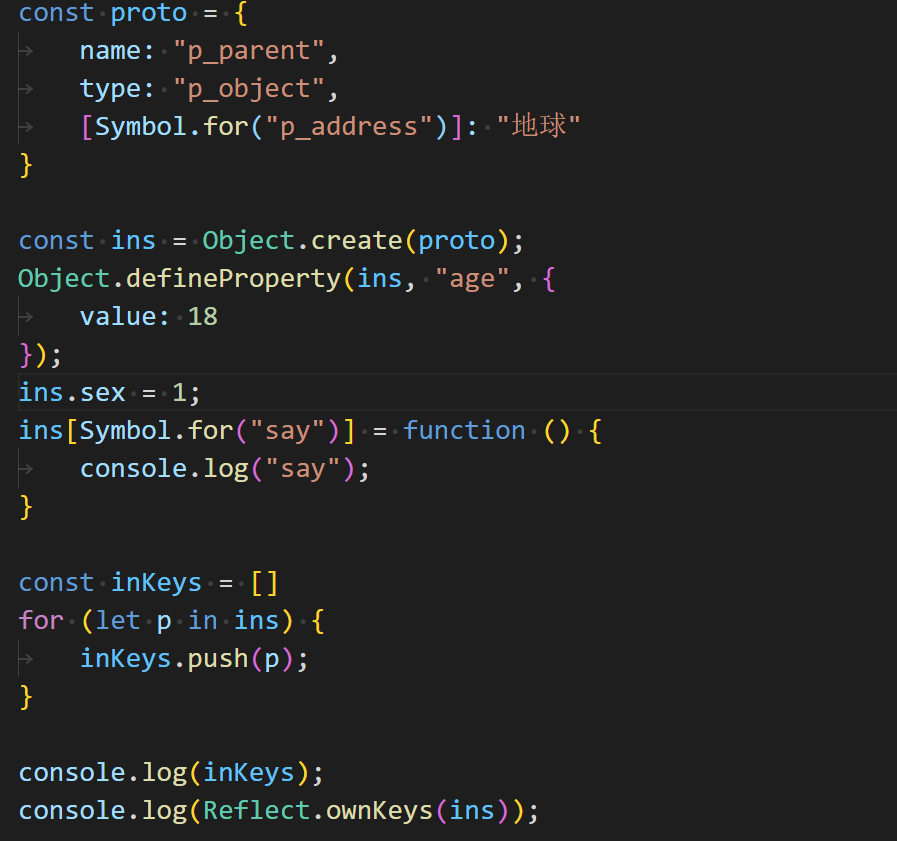 const proto = {
    name: "p_parent",
    type: "p_object",
    [Symbol.for("p_address")]: "地球"
}

const ins = Object.create(proto);
Object.defineProperty(ins, "age", {
    value: 18
});
ins.sex = 1;
ins[Symbol.for("say")] = function () {
    console.log("say");
}

const inKeys = []
for (let p in ins) {
    inKeys.push(p);
}

console.log(inKeys);
console.log(Reflect.ownKeys(ins));